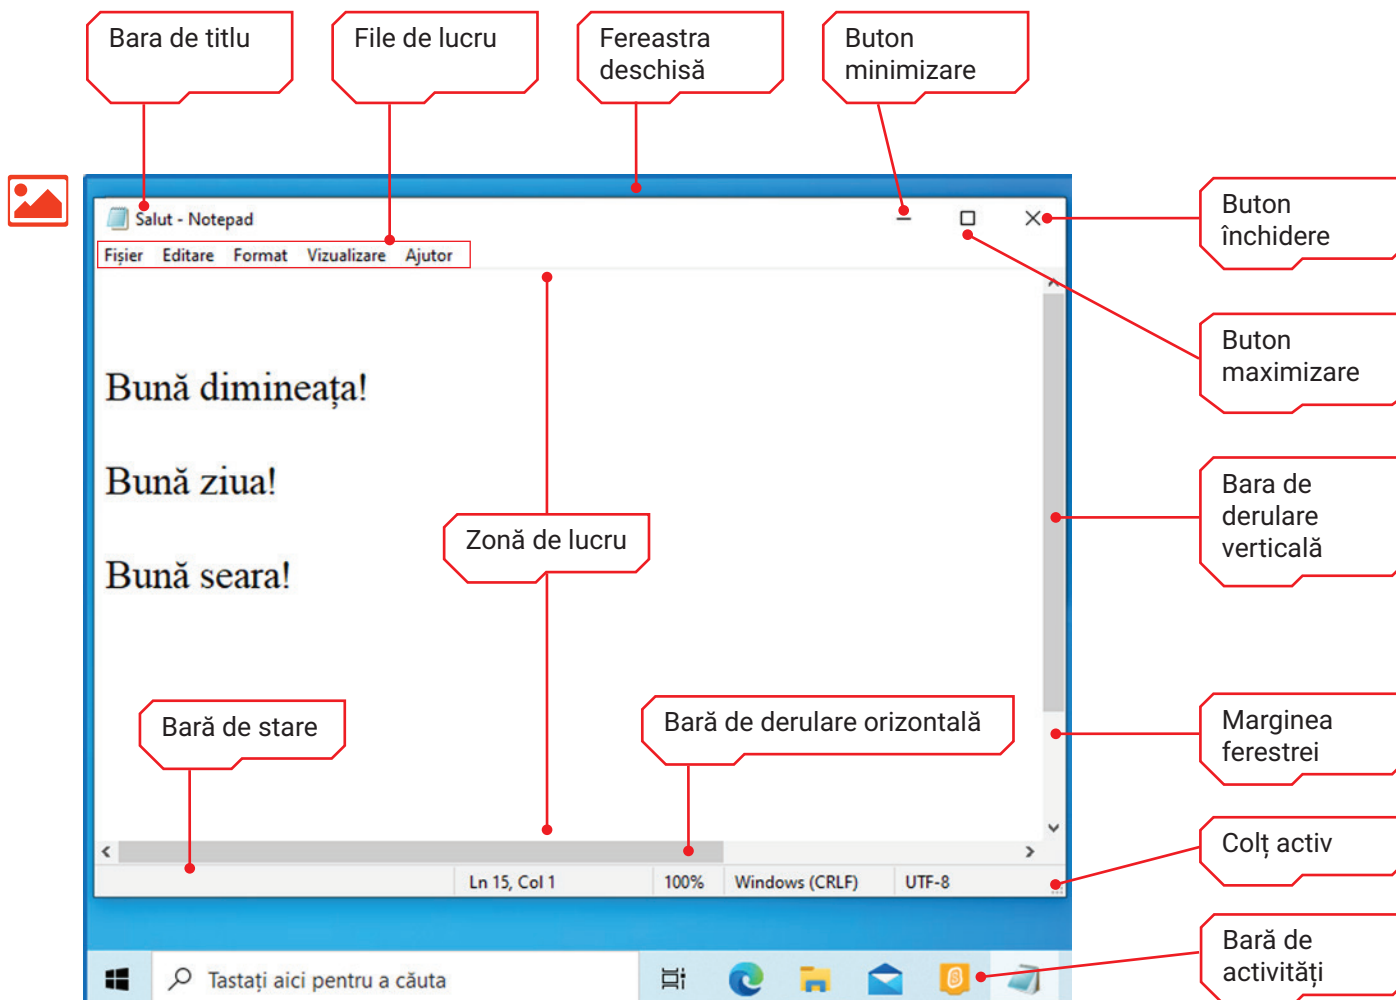 Bara de titlu
File de lucru
Fereastra
deschisă
Buton
minimizare
Salut - Notepad
Buton
închidere
Fișier Editare Format Vizualizare Ajutor
Buton
maximizare
Bună dimineața!
Bună ziua!
Bara de
derulare
verticală
Zonă de lucru
Bună seara!
Bară de stare
Bară de derulare orizontală
Marginea
ferestrei
Colț activ
Ln 15, Col 1 100% Windows (CRLF) UTF-8
Bară de
activități
Tastați aici pentru a căuta